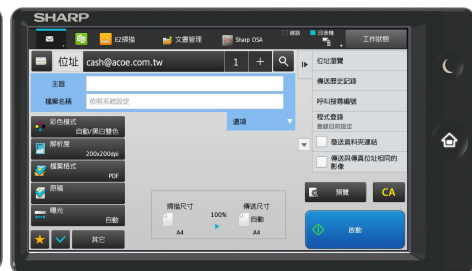 SHARP
EZ掃描
文書管理
Sharp OSA
網路
印表機
工作狀態
位址 cash@acoe.com.tw 1 +
位址瀏覽
傳送歷史記錄
主旨
檔案名稱 依照系統設定
呼叫搜尋編號
彩色模式
自動/黑白雙色
選項
程式登錄
登錄目前設定
解析度
200x200dpi
發送資料夾連結
傳送與傳真位址相同的
影像
檔案格式
PDF
原稿
預覽
CA
曝光
自動
掃描尺寸
A4
100%
傳送尺寸
自動
A4
啟動
其它